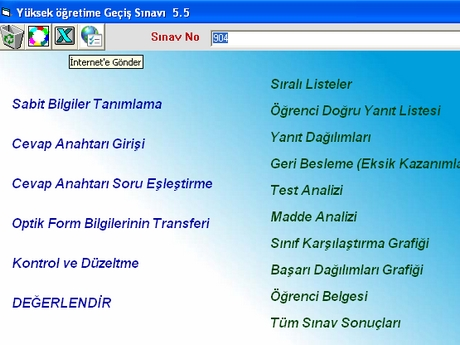 Yüksek öğretime Geçiş Sınavı 5.5
Sınav No 904
İnternet'e Gönder
Sabit Bilgiler Tanımlama
Cevap Anahtarı Girişi
Cevap Anahtarı Soru Eşleştirme
Optik Form Bilgilerinin Transferi
Kontrol ve Düzeltme
DEĞERLENDİR
Sıralı Listeler
Öğrenci Doğru Yanıt Listesi
Yanıt Dağılımları
Geri Besleme (Eksik Kazanımla
Test Analizi
Madde Analizi
Sınıf Karşılaştırma Grafiği
Başarı Dağılımları Grafiği
Öğrenci Belgesi
Tüm Sınav Sonuçları